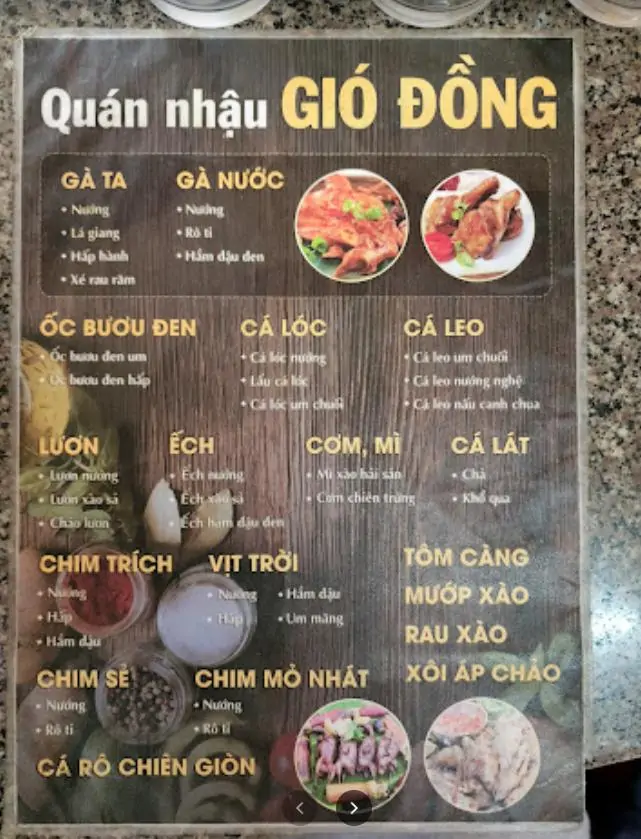 Quán nhậu GIÓ ĐỒNG
GÀ TA
• Nướng
• Lá giang
• Hấp hành
• Xé rau răm
GÀ NƯỚC
• Nướng
• Rô ti
• Hầm đậu đen
ỐC BƯƠU ĐEN
• Ốc bươu đen um
• Ốc bươu đen hấp
CÁ LÓC
• Cá lóc nướng
• Lẩu cá lóc
• Cá lóc um chuối
CÁ LEO
• Cá leo um chuối
• Cá leo nướng nghệ
• Cá leo nấu canh chua
LƯƠN
• Lươn nướng
• Lươn xào sả
• Cháo lươn
ẾCH
• Ếch nướng
• Ếch xào sả
• Ếch hầm đậu đen
CƠM, MÌ
• Mì xào hải sản
• Cơm chiên trứng
CÁ LÁT
• Chả
• Khổ qua
CHIM TRÍCH
• Nướng
• Hấp
• Hầm đậu
VỊT TRỜI
• Nướng
• Hấp
• Hầm đậu
• Um măng
TÔM CÀNG
MƯỚP XÀO
RAU XÀO
XÔI ÁP CHẢO
CHIM SẺ
• Nướng
• Rô ti
CHIM MỎ NHÁT
• Nướng
• Rô ti
CÁ RÔ CHIÊN GIÒN